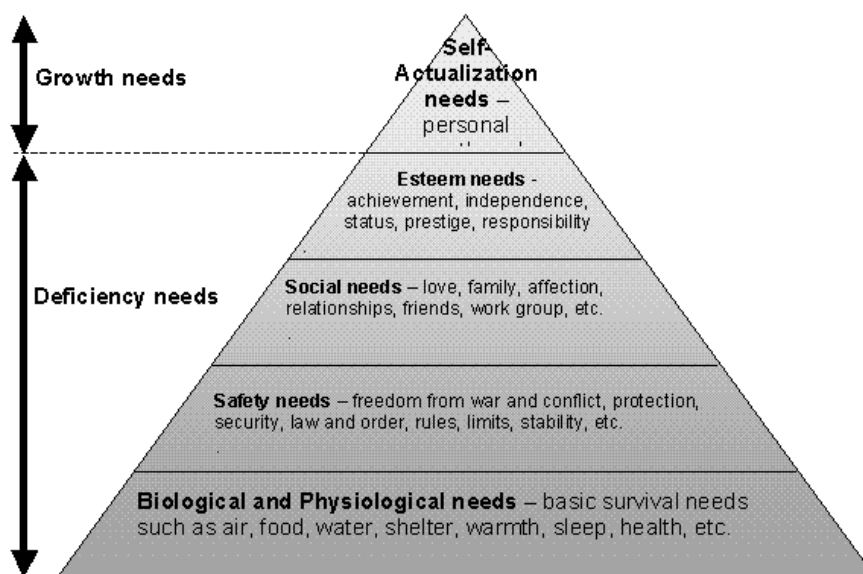 Growth needs
Self-
Actualization
needs –
personal
Esteem needs -
achievement, independence,
status, prestige, responsibility
.
Deficiency needs
Social needs – love, family, affection,
relationships, friends, work group, etc.
.
Safety needs – freedom from war and conflict, protection,
security, law and order, rules, limits, stability, etc.
.
Biological and Physiological needs – basic survival needs
such as air, food, water, shelter, warmth, sleep, health, etc.